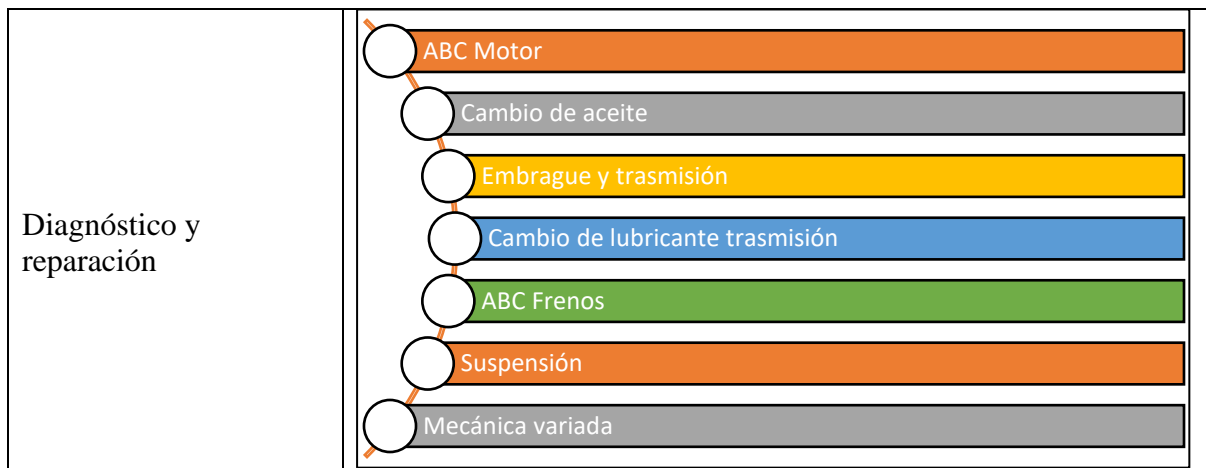 Diagnóstico y
reparación
ABC Motor
Cambio de aceite
Embrague y trasmisión
Cambio de lubricante trasmisión
ABC Frenos
Suspensión
Mecánica variada